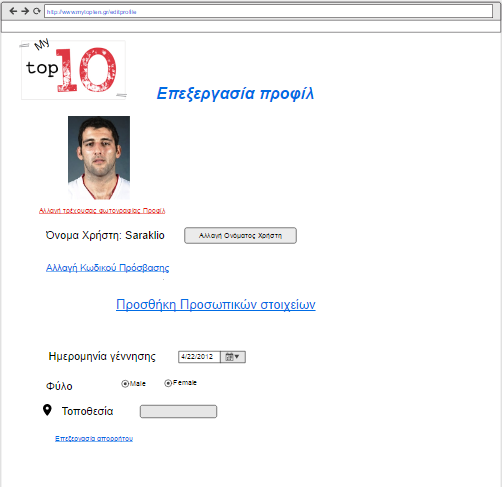 http://www.mytopten.gr/editprofile
My
top 10
Επεξεργασία προφίλ
Αλλαγή τρέχουσας φωτογραφίας Προφίλ
Όνομα Χρήστη: Saraklio
Αλλαγή Ονόματος Χρήστη
Αλλαγή Κωδικού Πρόσβασης
Προσθήκη Προσωπικών στοιχείων
Ημερομηνία γέννησης 4/22/2012
Φύλο Male Female
Τοποθεσία
Επεξεργασία απορρήτου